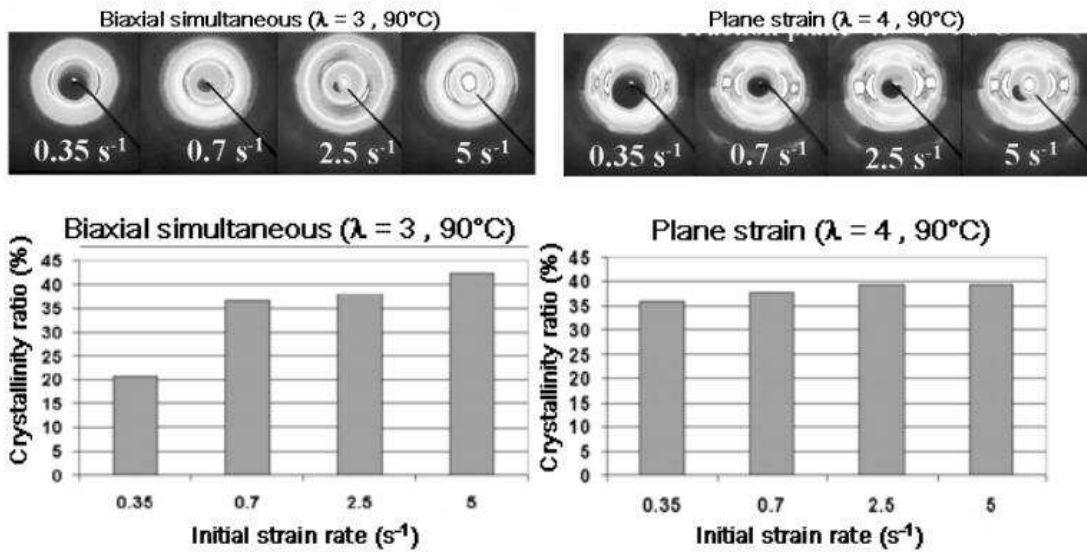 Biaxial simultaneous (λ = 3 , 90°C)
0.35 s⁻¹
0.7 s⁻¹
2.5 s⁻¹
5 s⁻¹
Plane strain (λ = 4 , 90°C)
0.35 s⁻¹
0.7 s⁻¹
2.5 s⁻¹
5 s⁻¹
Biaxial simultaneous (λ = 3 , 90°C)
Crystallinity ratio (%)
45
40
35
30
25
20
15
10
5
0
0.35 0.7 2.5 5
Initial strain rate (s⁻¹)
Plane strain (λ = 4 , 90°C)
Crystallinity ratio (%)
45
40
35
30
25
20
15
10
5
0
0.35 0.7 2.5 5
Initial strain rate (s⁻¹)